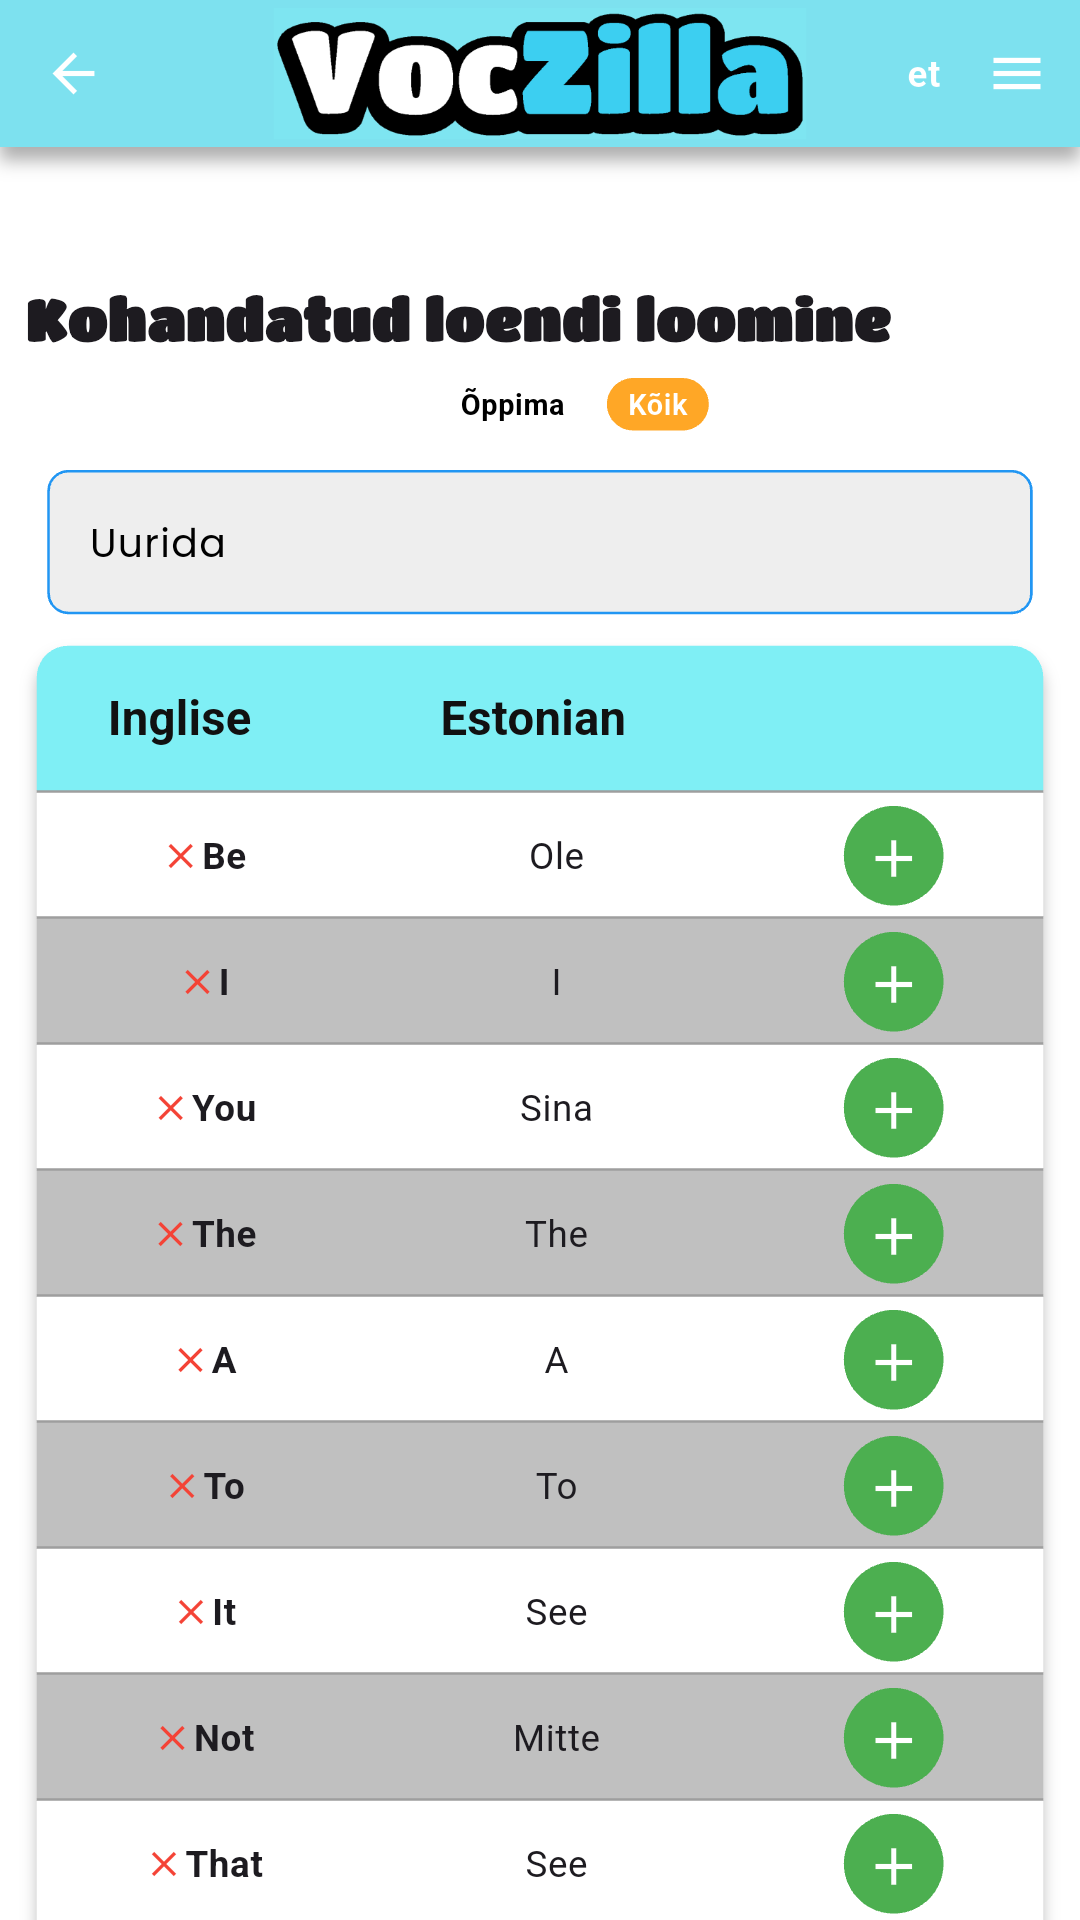 VocZilla
et
Kohandatud loendi loomine
Õppima Kõik
Uurida
Inglise Estonian
Be Ole
I I
You Sina
The The
A A
To To
It See
Not Mitte
That See